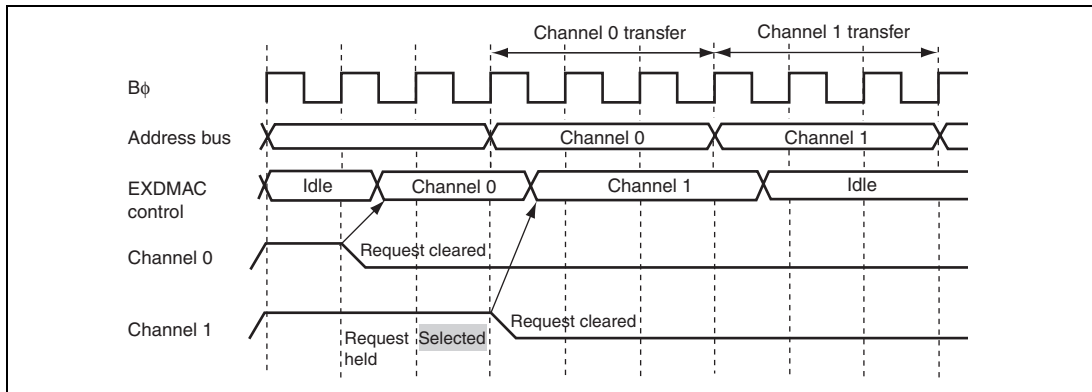 Channel 0 transfer Channel 1 transfer
Bϕ
Address bus Channel 0 Channel 1
EXDMAC control Idle Channel 0 Channel 1 Idle
Channel 0 Request cleared
Channel 1 Request held Selected Request cleared